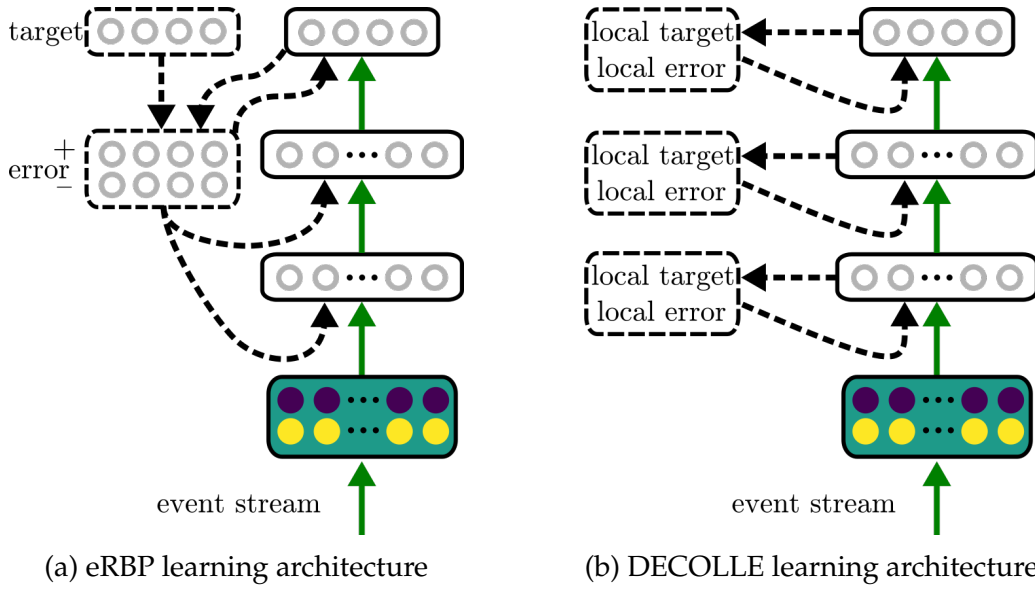 target
+
error
−
event stream
(a) eRBP learning architecture
local target
local error
local target
local error
local target
local error
event stream
(b) DECOLLE learning architecture